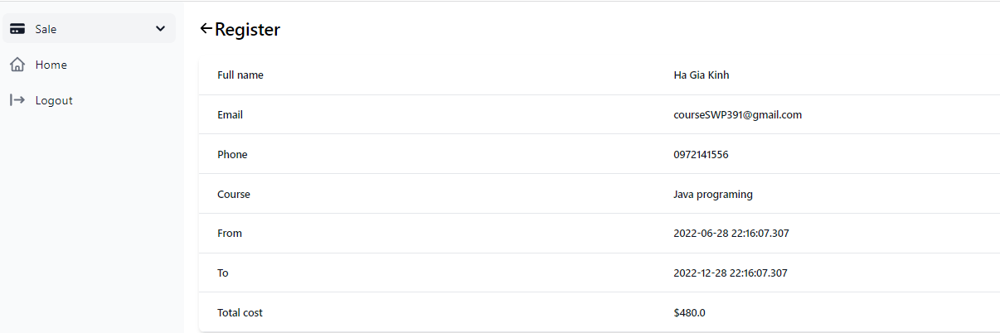 Sale
Home
Logout
Register
Full name Ha Gia Kinh
Email courseSWP391@gmail.com
Phone 0972141556
Course Java programing
From 2022-06-28 22:16:07.307
To 2022-12-28 22:16:07.307
Total cost $480.0